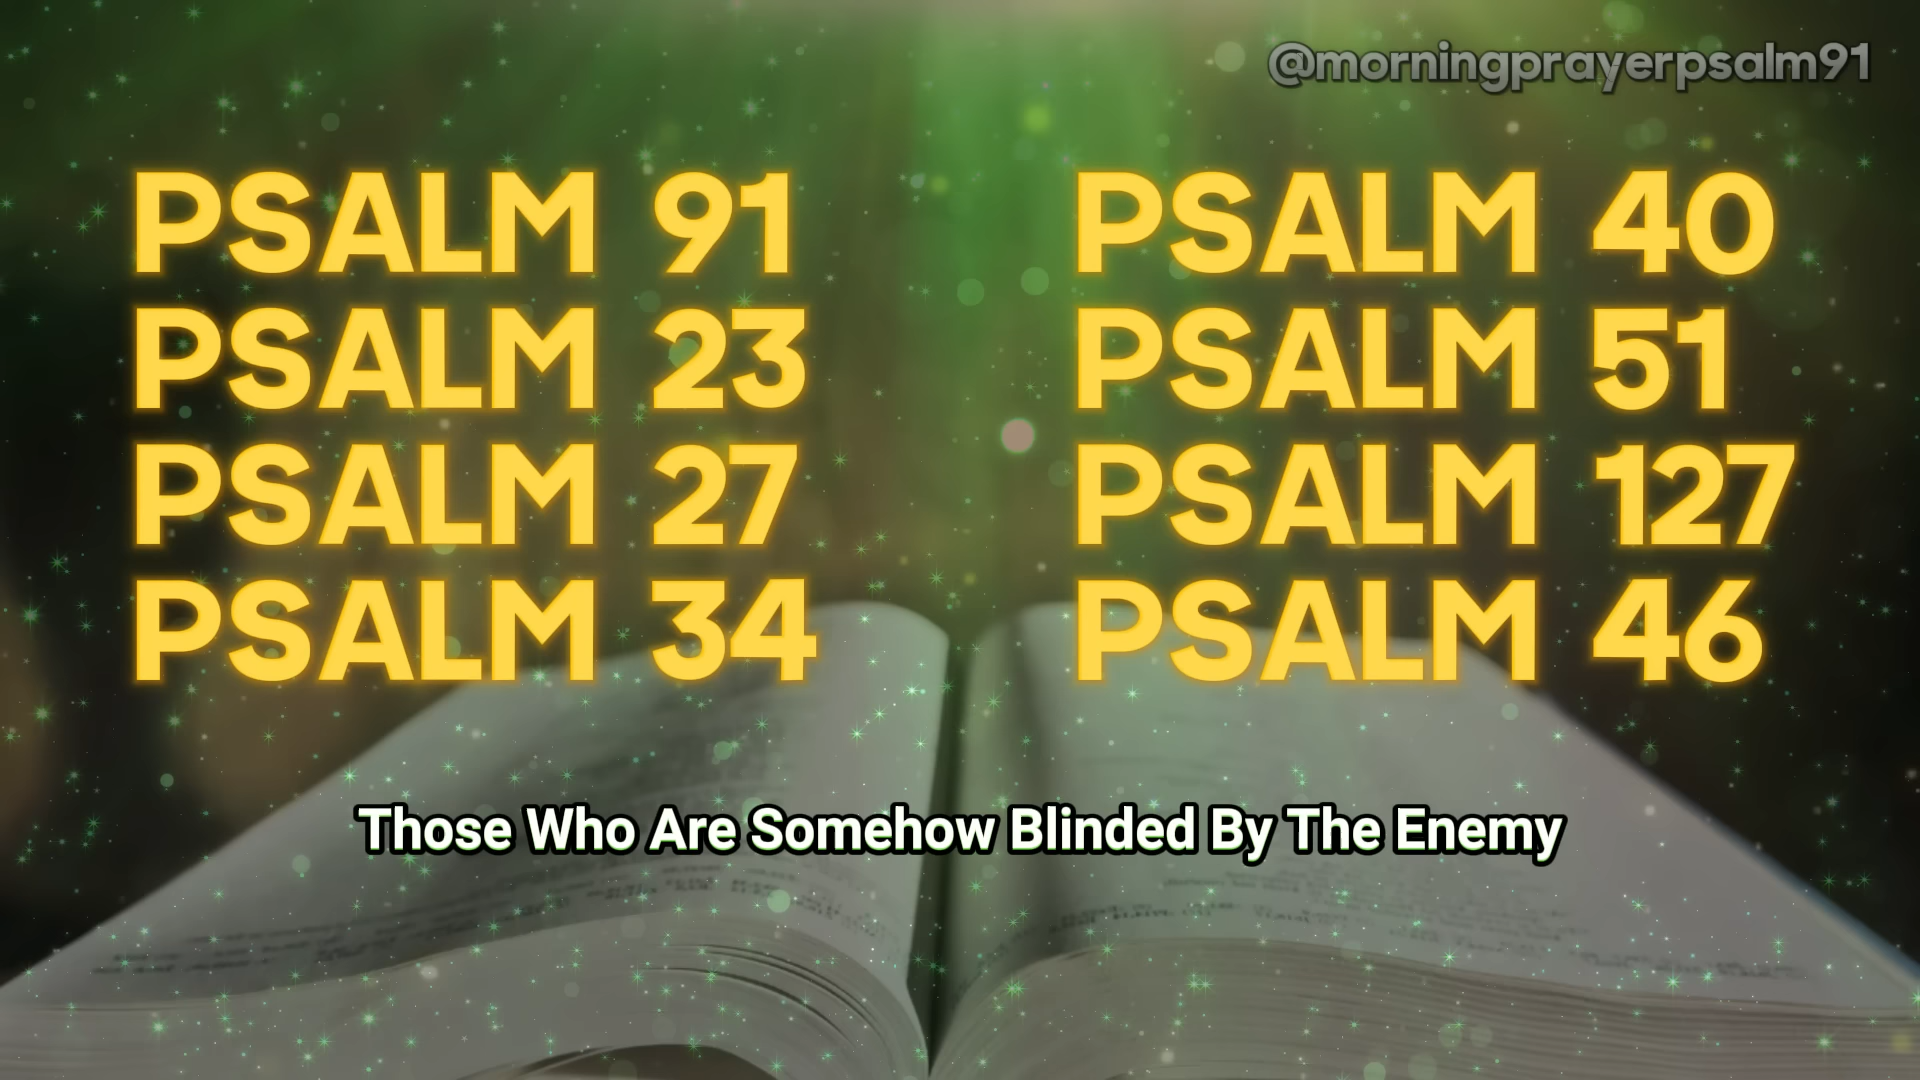 @morningprayerpsalm91
PSALM 91
PSALM 23
PSALM 27
PSALM 34
PSALM 40
PSALM 51
PSALM 127
PSALM 46
Those Who Are Somehow Blinded By The Enemy